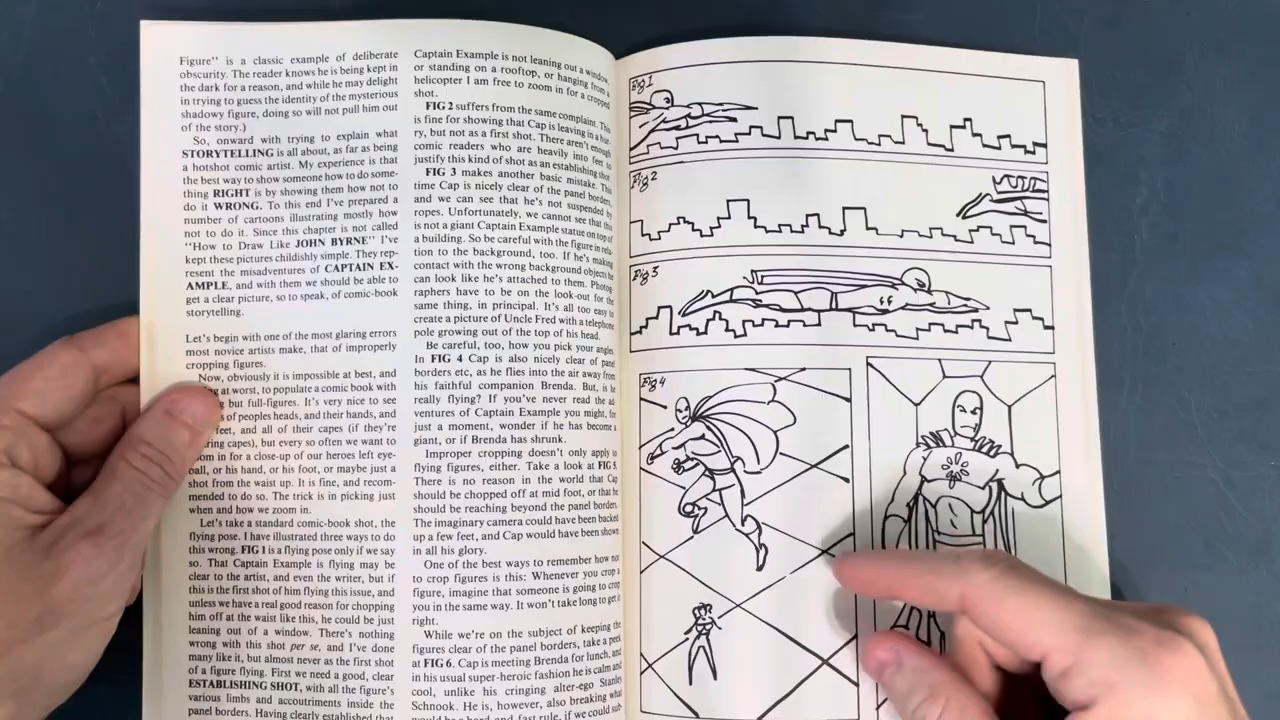 Figure" is a classic example of deliberate
obscurity. The reader knows he is being kept in
the dark for a reason, and while he may delight
in trying to guess the identity of the mysterious
shadowy figure, doing so will not pull him out
of the story.)
So, onward with trying to explain what
STORYTELLING is all about, as far as being
a hotshot comic artist. My experience is that
the best way to show someone how to do some-
thing RIGHT is by showing them how not to
do it WRONG. To this end I've prepared a
number of cartoons illustrating mostly how
not to do it. Since this chapter is not called
"How to Draw Like JOHN BYRNE" I've
kept these pictures childishly simple. They rep-
resent the misadventures of CAPTAIN EX-
AMPLE, and with them we should be able to
get a clear picture, so to speak, of comic-book
storytelling.
Let's begin with one of the most glaring errors
most novice artists make, that of improperly
cropping figures.
Now, obviously it is impossible at best, and
at worst, to populate a comic book with
but full-figures. It's very nice to see
of peoples heads, and their hands, and
feet, and all of their capes (if they're
capes), but every so often we want to
in for a close-up of our heroes left eye-
ball, or his hand, or his foot, or maybe just a
shot from the waist up. It is fine, and recom-
mended to do so. The trick is in picking just
when and how we zoom in.
Let's take a standard comic-book shot, the
flying pose. I have illustrated three ways to do
this wrong. FIG 1 is a flying pose only if we say
so. That Captain Example is flying may be
clear to the artist, and even the writer, but if
this is the first shot of him flying this issue, and
unless we have a real good reason for chopping
him off at the waist like this, he could be just
leaning out of a window. There's nothing
wrong with this shot per se, and I've done
many like it, but almost never as the first shot
of a figure flying. First we need a good, clear
ESTABLISHING SHOT, with all the figure's
various limbs and accoutriments inside the
panel borders. Having clearly established that
Captain Example is not leaning out a window,
or standing on a rooftop, or hanging from a
helicopter I am free to zoom in for a cropped
shot.
FIG 2 suffers from the same complaint. This
is fine for showing that Cap is leaving in a hur-
ry, but not as a first shot. There aren't enough
comic readers who are heavily into feet to
justify this kind of shot as an establishing shot.
FIG 3 makes another basic mistake. This
time Cap is nicely clear of the panel borders,
and we can see that he's not suspended by
ropes. Unfortunately, we cannot see that this
is not a giant Captain Example statue on top of
a building. So be careful with the figure in rela-
tion to the background, too. If he's making
contact with the wrong background objects he
can look like he's attached to them. Photog-
raphers have to be on the look-out for the
same thing, in principal. It's all too easy to
create a picture of Uncle Fred with a telephone
pole growing out of the top of his head.
Be careful, too, how you pick your angles.
In FIG 4 Cap is also nicely clear of panel
borders etc, as he flies into the air away from
his faithful companion Brenda. But, is he
really flying? If you've never read the ad-
ventures of Captain Example you might, for
just a moment, wonder if he has become a
giant, or if Brenda has shrunk.
Improper cropping doesn't only apply to
flying figures, either. Take a look at FIG 5.
There is no reason in the world that Cap
should be chopped off at mid foot, or that he
should be reaching beyond the panel borders.
The imaginary camera could have been backed
up a few feet, and Cap would have been shown
in all his glory.
One of the best ways to remember how not
to crop figures is this: Whenever you crop a
figure, imagine that someone is going to crop
you in the same way. It won't take long to get it
right.
While we're on the subject of keeping the
figures clear of the panel borders, take a peek
at FIG 6. Cap is meeting Brenda for lunch, and
in his usual super-heroic fashion he is calm and
cool, unlike his cringing alter-ego Stanley
Schnook. He is, however, also breaking what
would be a hard and fast rule, if we could sub-
Fig 1
Fig 2
Fig 3
Fig 4